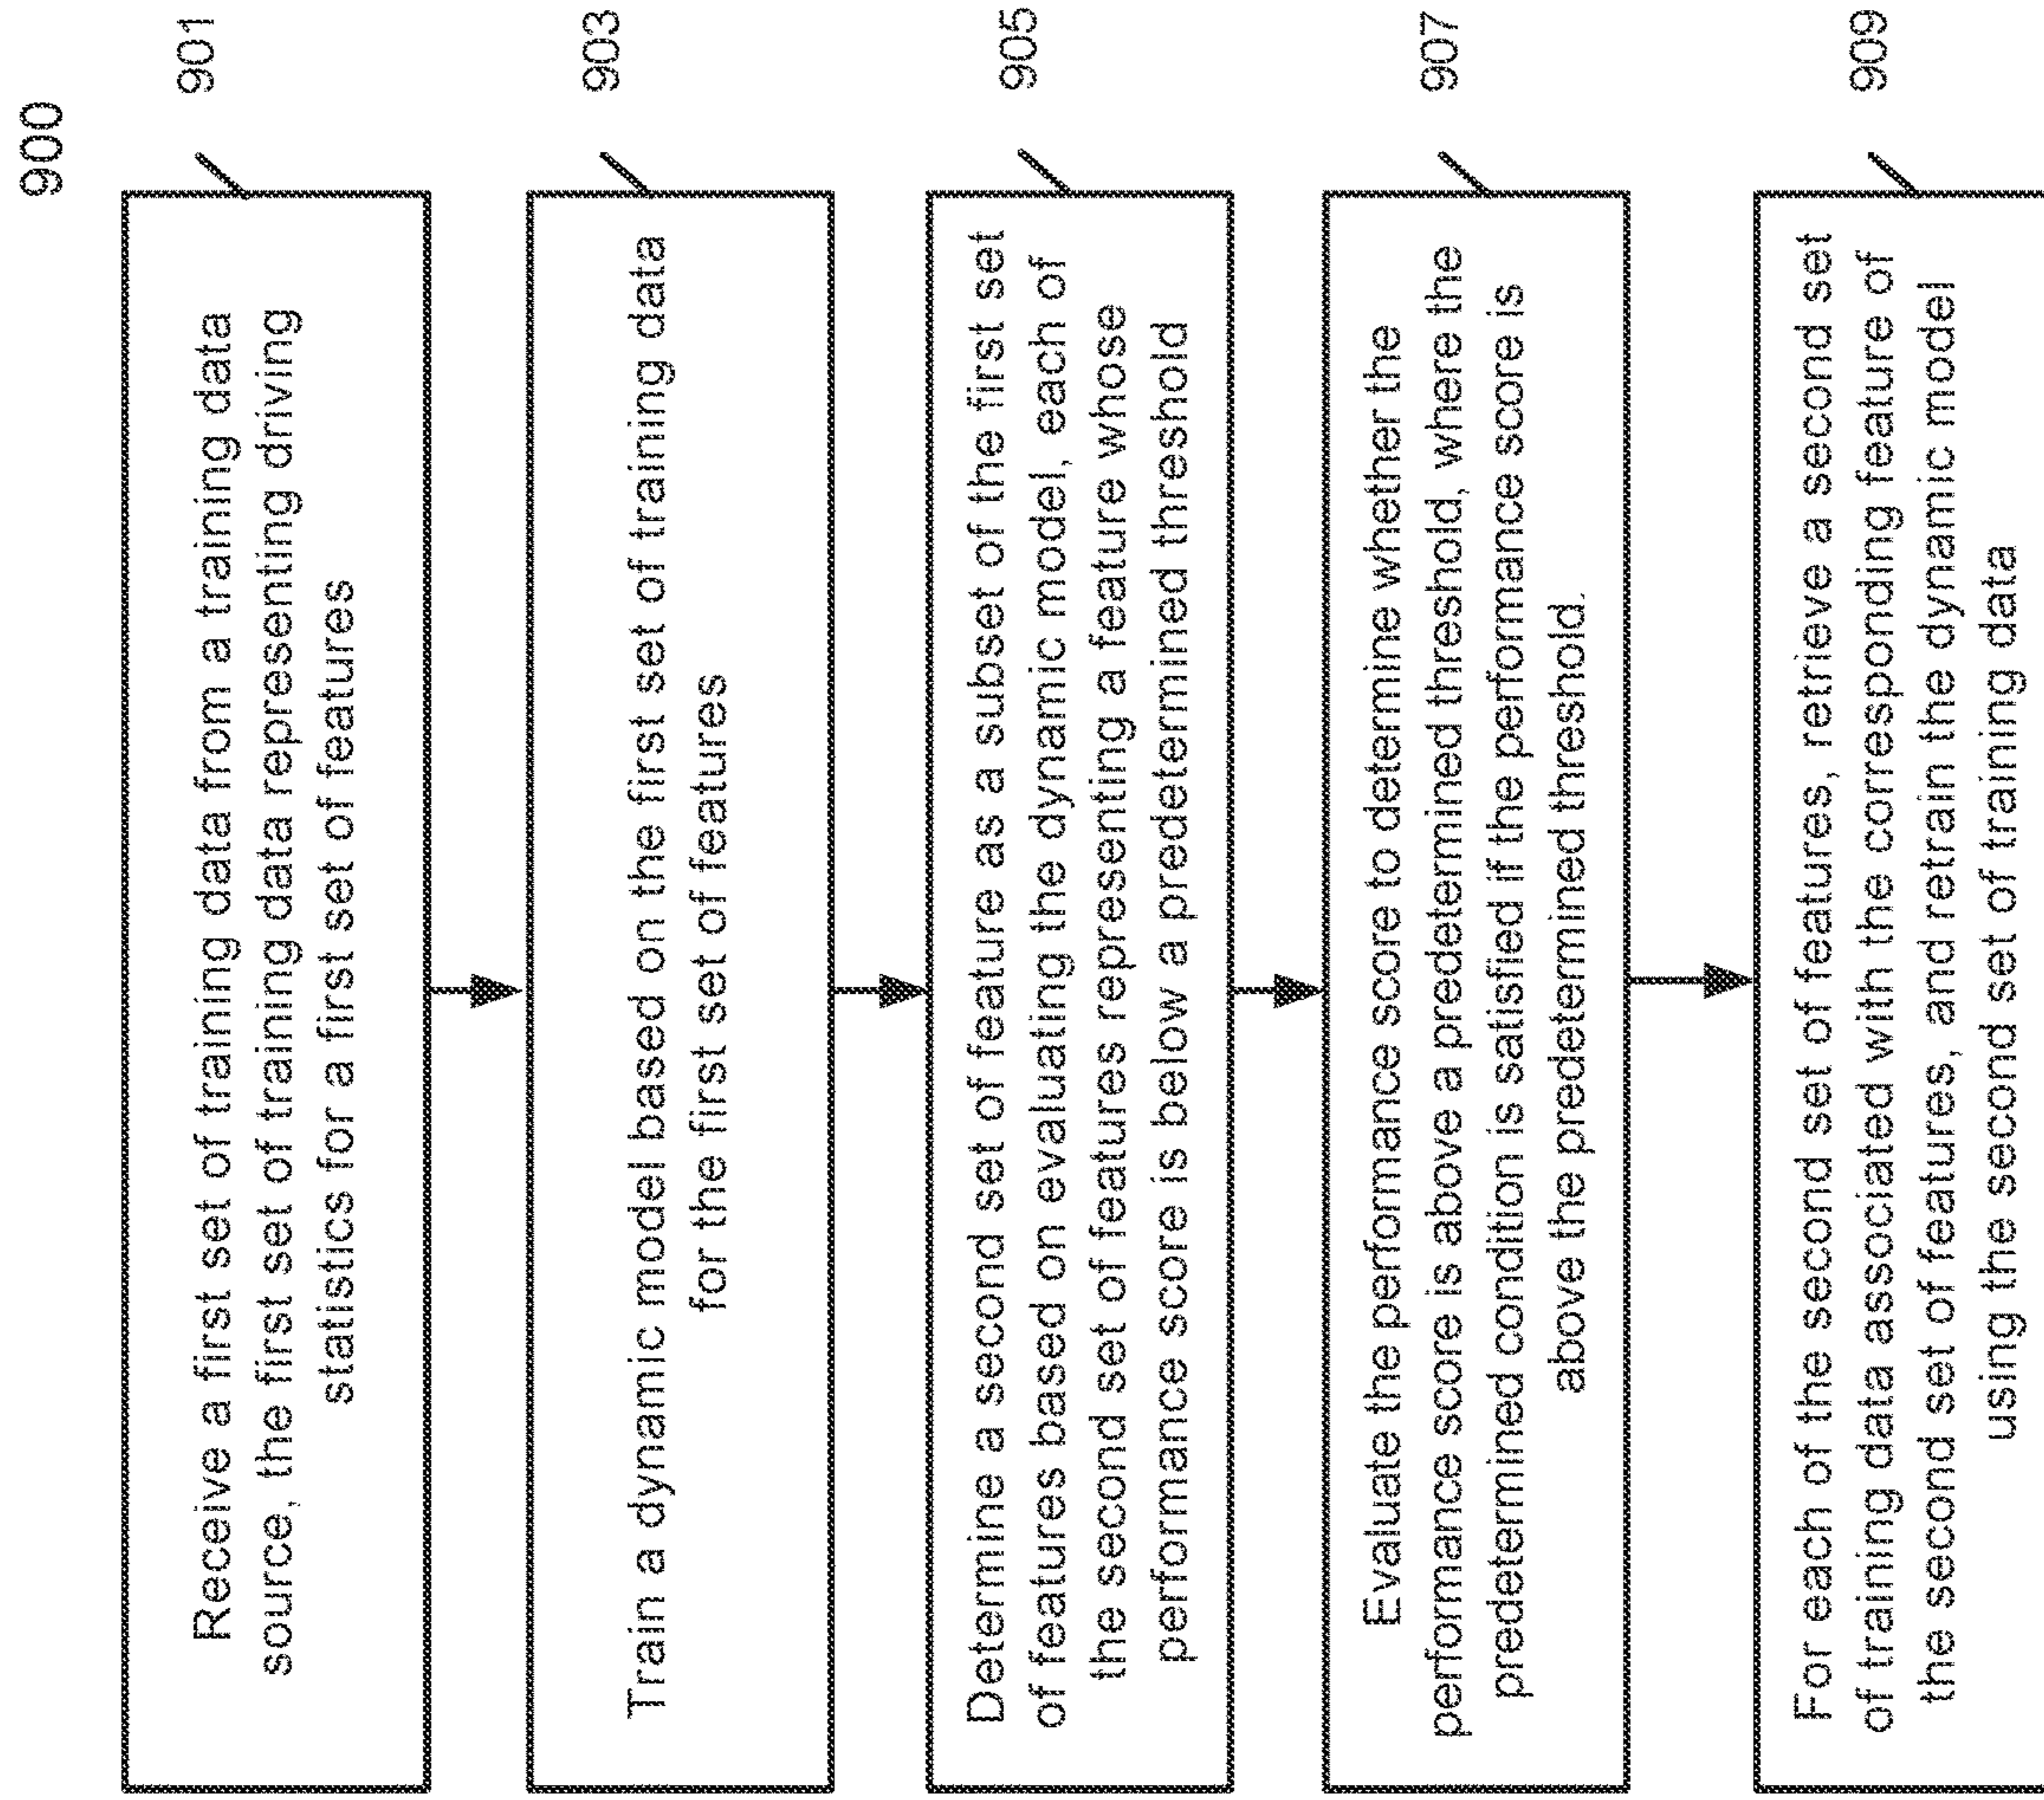 900
901
Receive a first set of training data from a training data
source, the first set of training data representing driving
statistics for a first set of features
903
Train a dynamic model based on the first set of training data
for the first set of features
905
Determine a second set of feature as a subset of the first set
of features based on evaluating the dynamic model, each of
the second set of features representing a feature whose
performance score is below a predetermined threshold
907
Evaluate the performance score to determine whether the
performance score is above a predetermined threshold, where the
predetermined condition is satisfied if the performance score is
above the predetermined threshold.
909
For each of the second set of features, retrieve a second set
of training data associated with the corresponding feature of
the second set of features, and retrain the dynamic model
using the second set of training data